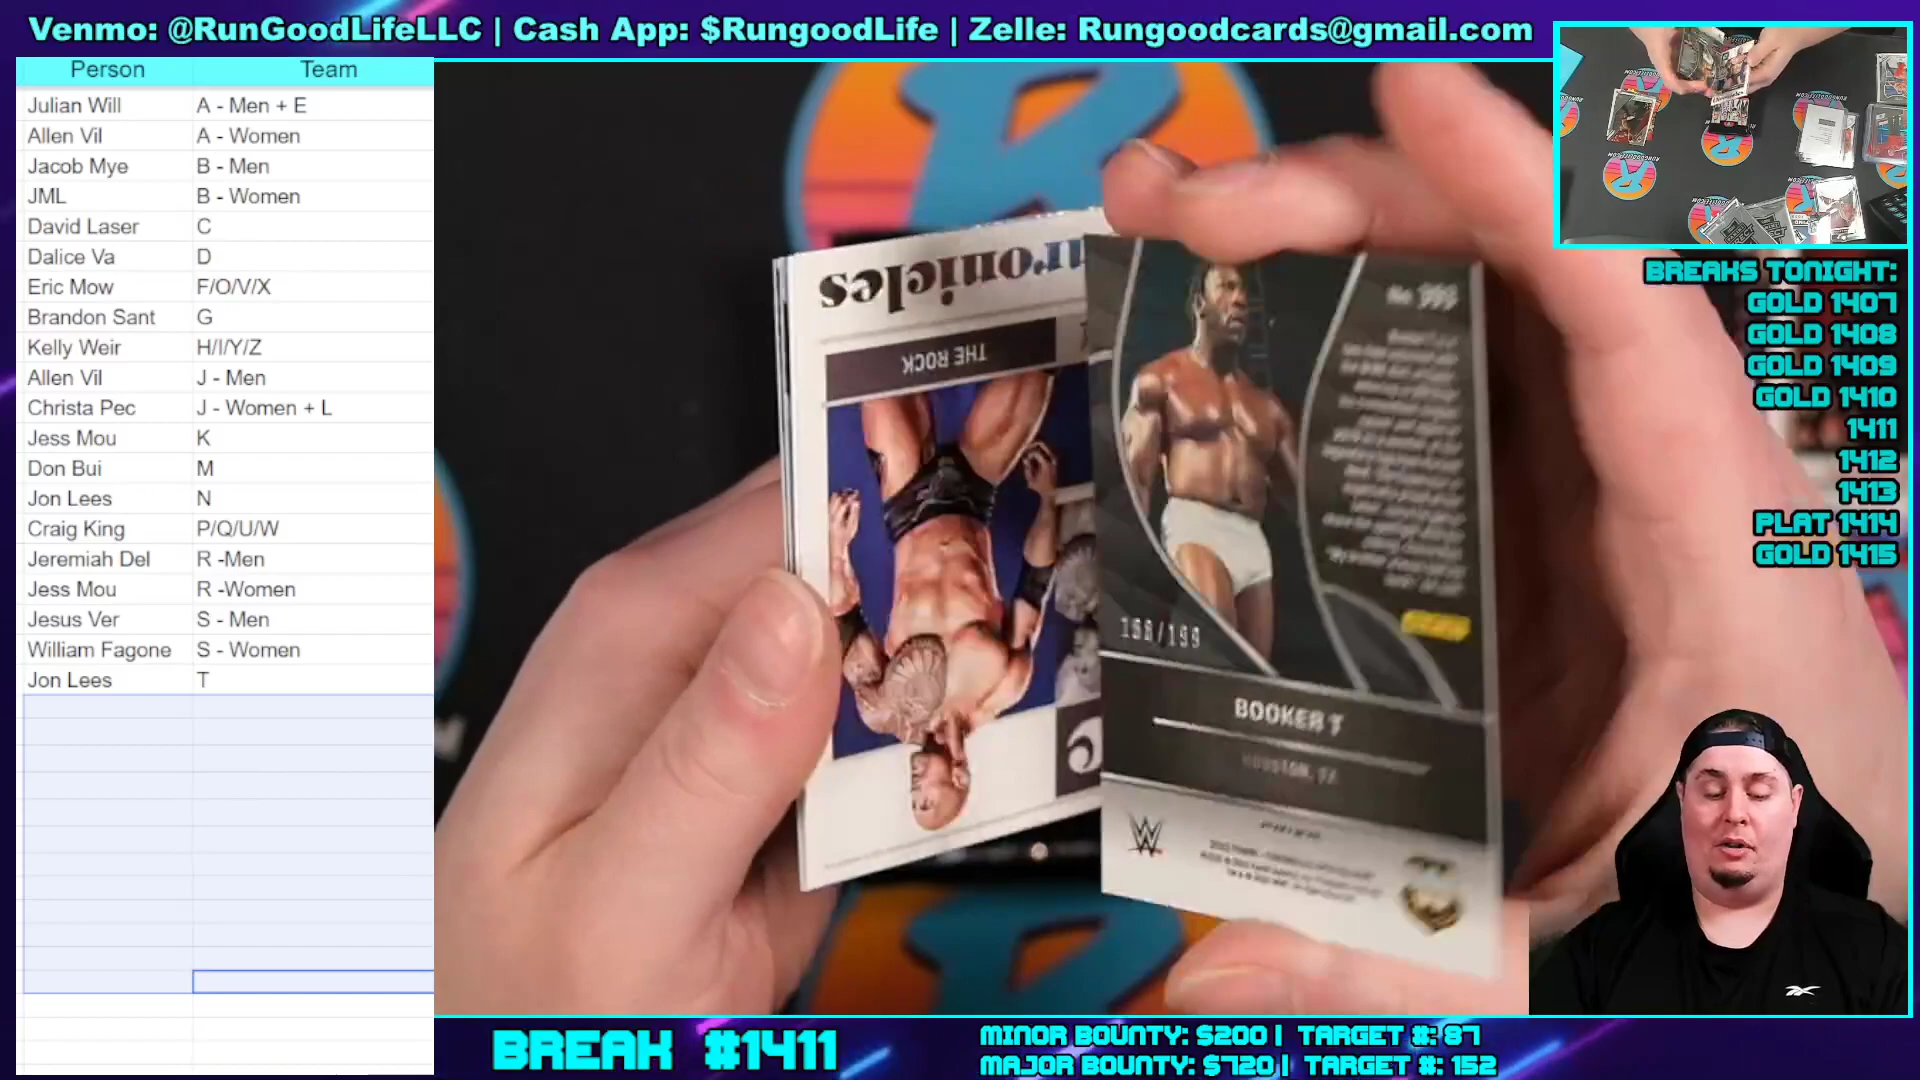 Venmo: @RunGoodLifeLLC | Cash App: $RungoodLife | Zelle: Rungoodcards@gmail.com
Person Team
Julian Will A - Men + E
Allen Vil A - Women
Jacob Mye B - Men
JML B - Women
David Laser C
Dalice Va D
Eric Mow F/O/V/X
Brandon Sant G
Kelly Weir H/I/Y/Z
Allen Vil J - Men
Christa Pec J - Women + L
Jess Mou K
Don Bui M
Jon Lees N
Craig King P/Q/U/W
Jeremiah Del R -Men
Jess Mou R -Women
Jesus Ver S - Men
William Fagone S - Women
Jon Lees T
ronicles
THE ROCK
BOOKER T
HOUSTON, TX
BREAKS TONIGHT:
GOLD 1407
GOLD 1408
GOLD 1409
GOLD 1410
1411
1412
1413
PLAT 1414
GOLD 1415
BREAK #1411
MINOR BOUNTY: $200 | TARGET #: 87
MAJOR BOUNTY: $720 | TARGET #: 152